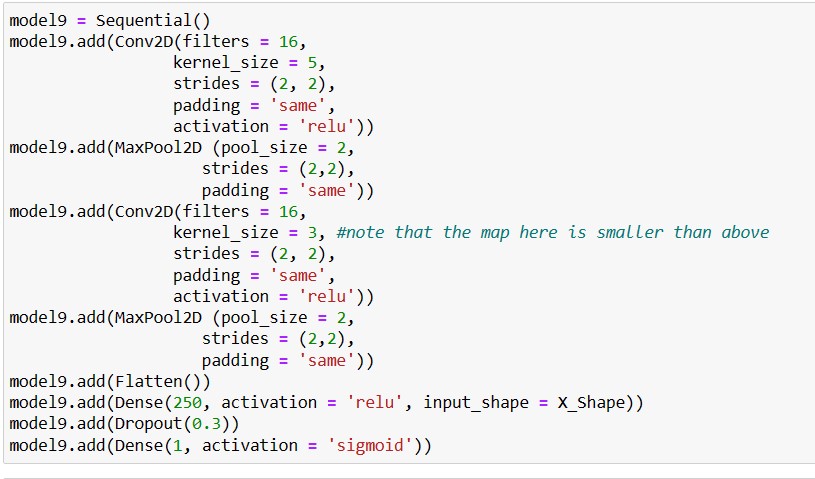 model9 = Sequential()
model9.add(Conv2D(filters = 16,
                 kernel_size = 5,
                 strides = (2, 2),
                 padding = 'same',
                 activation = 'relu'))
model9.add(MaxPool2D (pool_size = 2,
                    strides = (2,2),
                    padding = 'same'))
model9.add(Conv2D(filters = 16,
                 kernel_size = 3, #note that the map here is smaller than above
                 strides = (2, 2),
                 padding = 'same',
                 activation = 'relu'))
model9.add(MaxPool2D (pool_size = 2,
                    strides = (2,2),
                    padding = 'same'))
model9.add(Flatten())
model9.add(Dense(250, activation = 'relu', input_shape = X_Shape))
model9.add(Dropout(0.3))
model9.add(Dense(1, activation = 'sigmoid'))